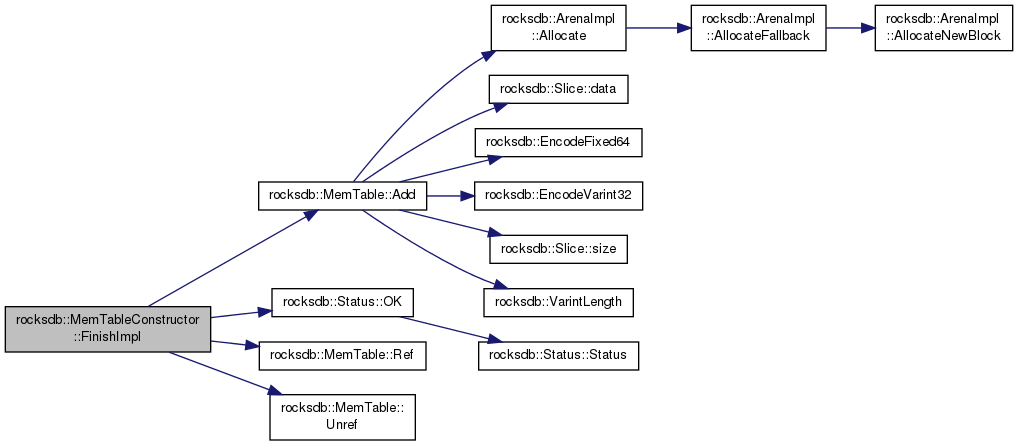 rocksdb::ArenaImpl
::Allocate
rocksdb::ArenaImpl
::AllocateFallback
rocksdb::ArenaImpl
::AllocateNewBlock
rocksdb::Slice::data
rocksdb::EncodeFixed64
rocksdb::MemTable::Add
rocksdb::EncodeVarint32
rocksdb::Slice::size
rocksdb::VarintLength
rocksdb::MemTableConstructor
::FinishImpl
rocksdb::Status::OK
rocksdb::MemTable::Ref
rocksdb::Status::Status
rocksdb::MemTable::
Unref